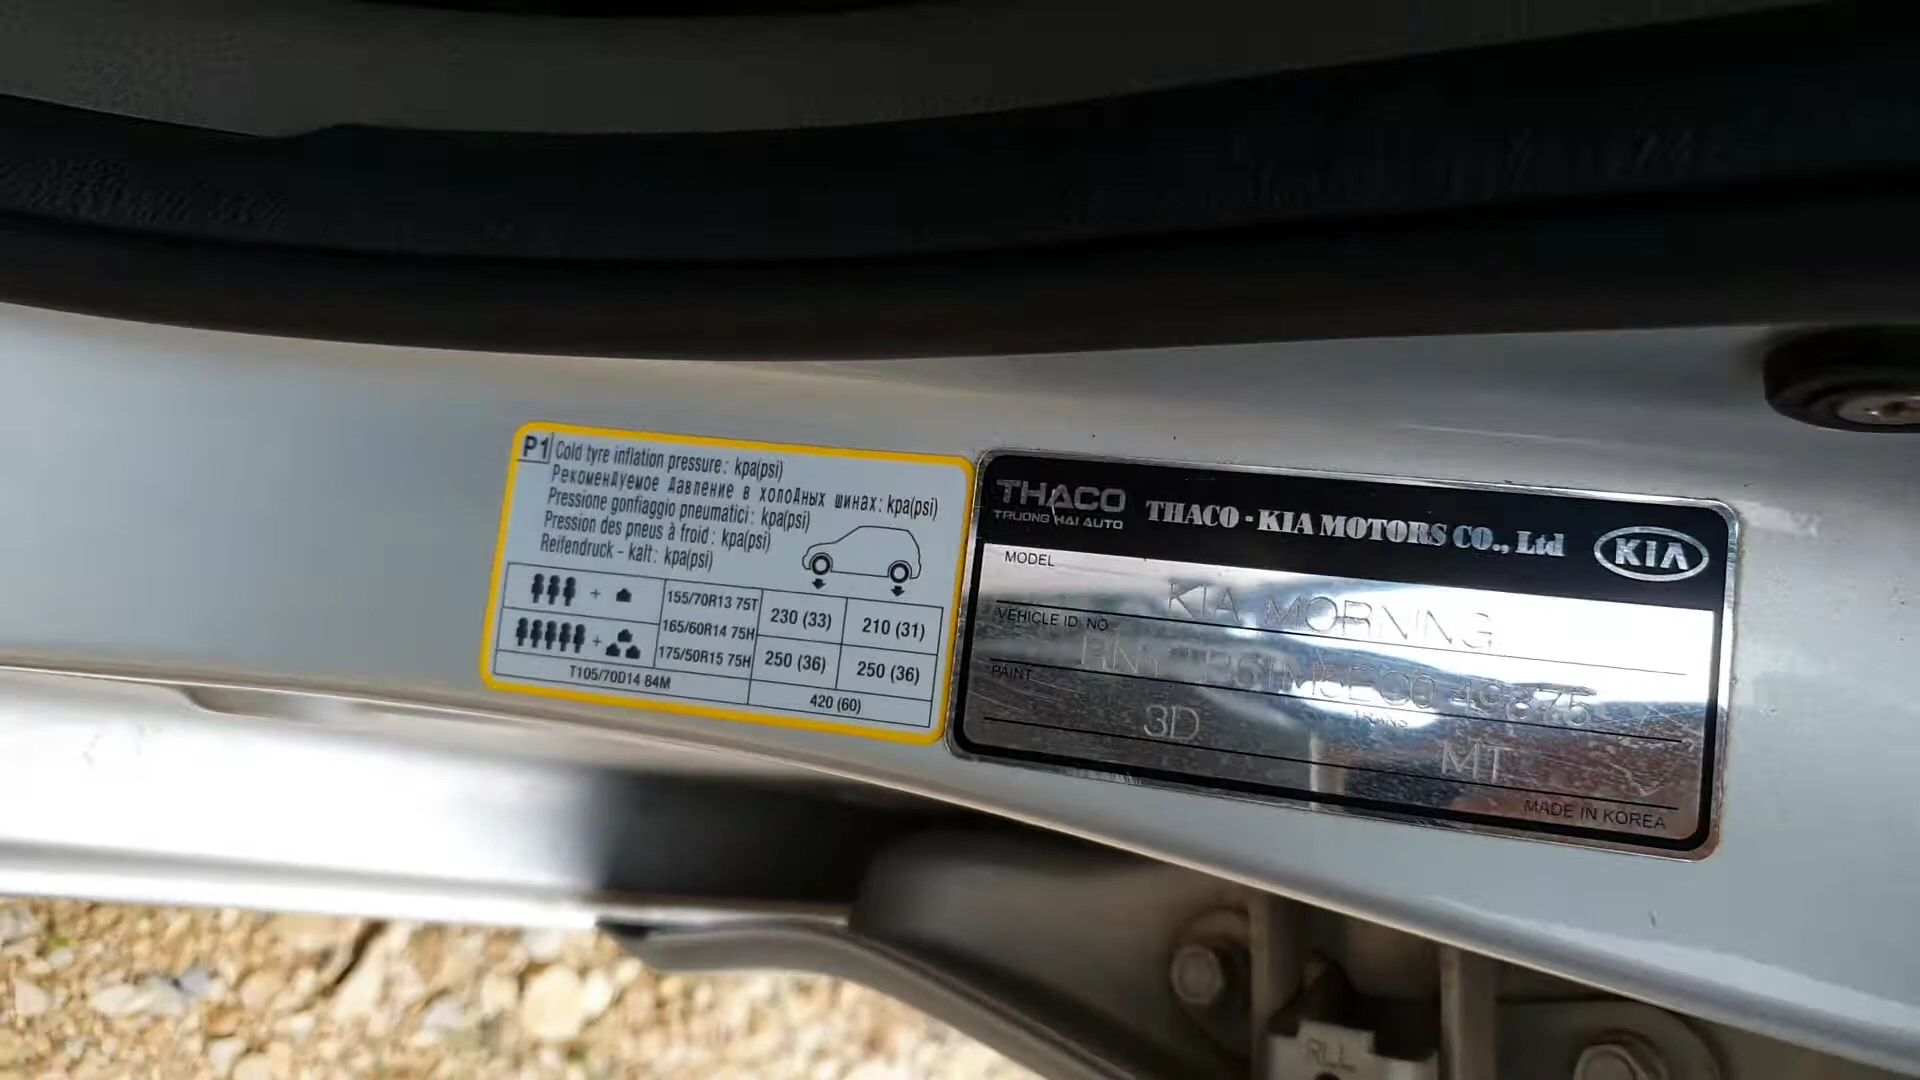 P1 Cold tyre inflation pressure: kpa(psi)
Рекомендуемое давление в холодных шинах: kpa(psi)
Pressione gonfiaggio pneumatici: kpa(psi)
Pression des pneus à froid: kpa(psi)
Reifendruck - kalt: kpa(psi)
+ 155/70R13 75T 230 (33) 210 (31)
165/60R14 75H
+ 175/50R15 75H 250 (36) 250 (36)
T105/70D14 84M 420 (60)
THACO
TRUONG HAI AUTO
THACO - KIA MOTORS CO., Ltd
KIA
MODEL
KIA MORNING
VEHICLE ID NO
PAINT
3D
TRANS
MT
MADE IN KOREA
RLL